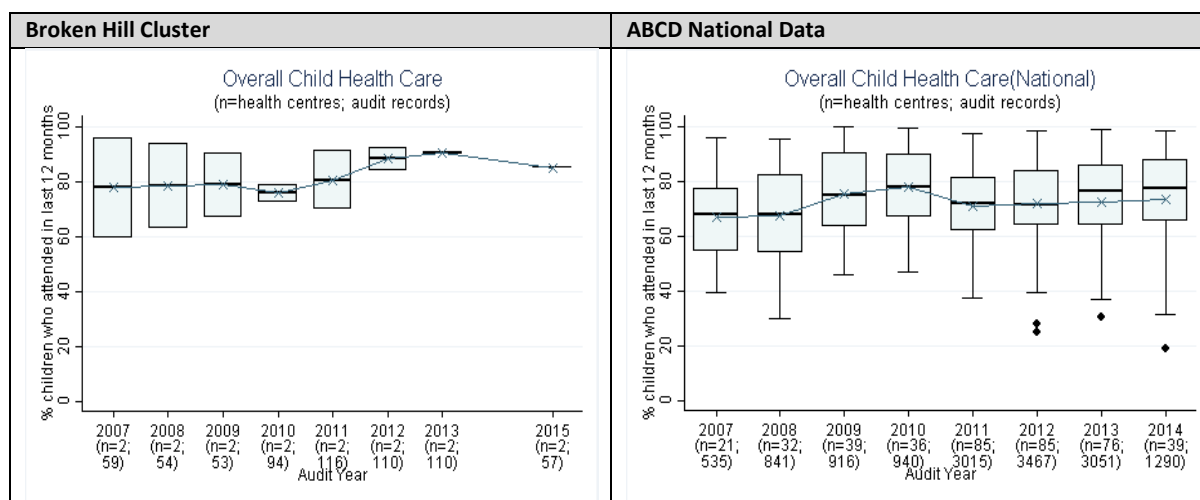 Broken Hill Cluster
Overall Child Health Care
(n=health centres; audit records)
% children who attended in last 12 months
100
80
60
40
20
0
2007 2008 2009 2010 2011 2012 2013 2015
(n=2; (n=2; (n=2; (n=2; (n=2; (n=2; (n=2; (n=2;
59) 54) 53) 94) 116) 110) 110) 57)
Audit Year
ABCD National Data
Overall Child Health Care(National)
(n=health centres; audit records)
% children who attended in last 12 months
100
80
60
40
20
0
2007 2008 2009 2010 2011 2012 2013 2014
(n=21; (n=32; (n=39; (n=36; (n=85; (n=85; (n=76; (n=39;
535) 841) 916) 940) 3015) 3467) 3051) 1290)
Audit Year